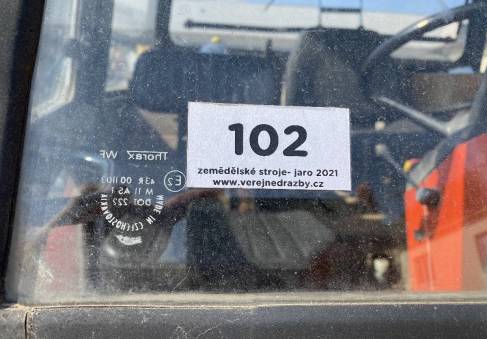 102
zemědělské stroje- jaro 2021
www.verejnedrazby.cz
Thorax WF
E2
43R 001103
M 11 AS 1
DOT 222
MADE IN CZECHOSLOVAKIA